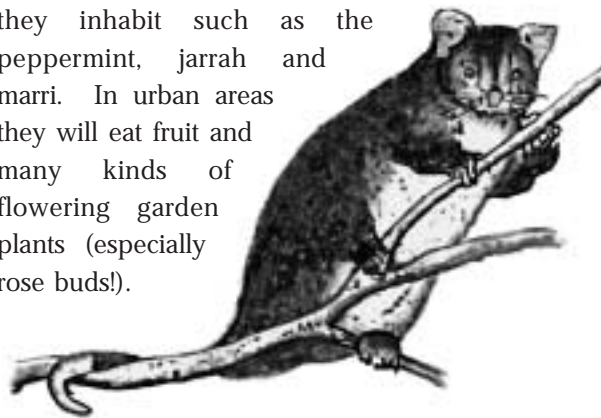 they inhabit such as the
peppermint, jarrah and
marri. In urban areas
they will eat fruit and
many kinds of
flowering garden
plants (especially
rose buds!).